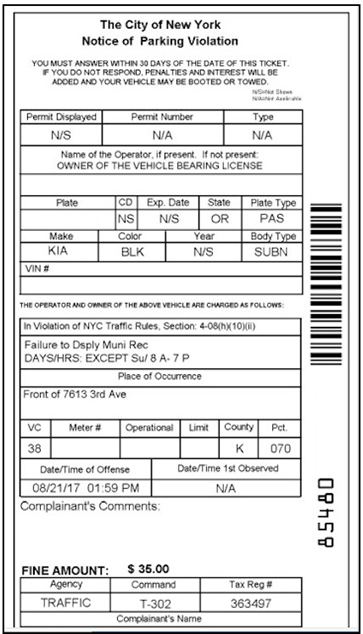 The City of New York
Notice of Parking Violation
YOU MUST ANSWER WITHIN 30 DAYS OF THE DATE OF THIS TICKET.
IF YOU DO NOT RESPOND, PENALTIES AND INTEREST WILL BE
ADDED AND YOUR VEHICLE MAY BE BOOTED OR TOWED.
N/S=Not Shown
N/A=Not Applicable
Permit Displayed Permit Number Type
N/S N/A N/A
Name of the Operator, if present. If not present:
OWNER OF THE VEHICLE BEARING LICENSE
Plate CD Exp. Date State Plate Type
NS N/S OR PAS
Make Color Year Body Type
KIA BLK N/S SUBN
VIN #
THE OPERATOR AND OWNER OF THE ABOVE VEHICLE ARE CHARGED AS FOLLOWS:
In Violation of NYC Traffic Rules, Section: 4-08(h)(10)(ii)
Failure to Dsply Muni Rec
DAYS/HRS: EXCEPT Su/ 8 A- 7 P
Place of Occurrence
Front of 7613 3rd Ave
VC Meter # Operational Limit County Pct.
38 K 070
Date/Time of Offense Date/Time 1st Observed
08/21/17 01:59 PM N/A
Complainant's Comments:
85480
FINE AMOUNT: $ 35.00
Agency Command Tax Reg #
TRAFFIC T-302 363497
Complainant's Name